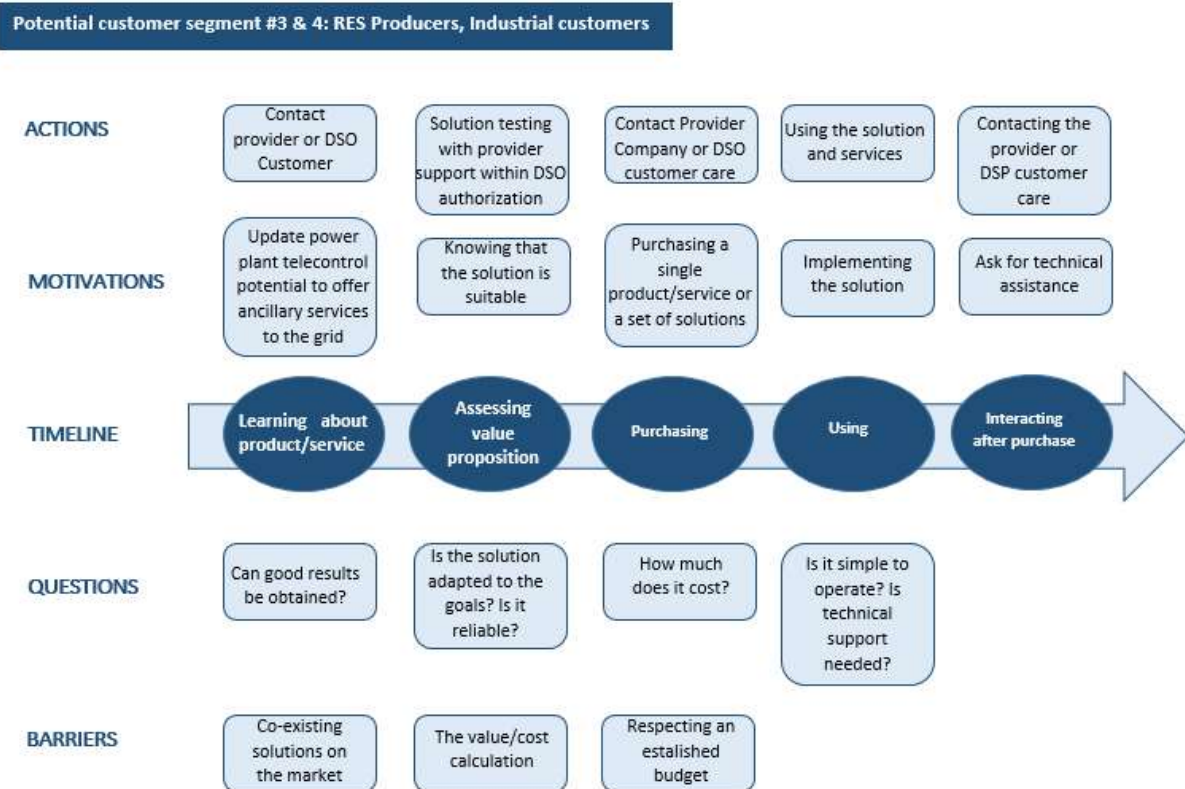 Potential customer segment #3 & 4: RES Producers, Industrial customers
ACTIONS
Contact
provider or DSO
Customer
Solution testing
with provider
support within DSO
authorization
Contact Provider
Company or DSO
customer care
Using the solution
and services
Contacting the
provider or
DSP customer
care
MOTIVATIONS
Update power
plant telecontrol
potential to offer
ancillary services
to the grid
Knowing that
the solution is
suitable
Purchasing a
single
product/service or
a set of solutions
Implementing
the solution
Ask for technical
assistance
TIMELINE
Learning about
product/service
Assessing
value
proposition
Purchasing
Using
Interacting
after purchase
QUESTIONS
Can good results
be obtained?
Is the solution
adapted to the
goals? Is it
reliable?
How much
does it cost?
Is it simple to
operate? Is
technical
support
needed?
BARRIERS
Co-existing
solutions on
the market
The value/cost
calculation
Respecting an
estalished
budget